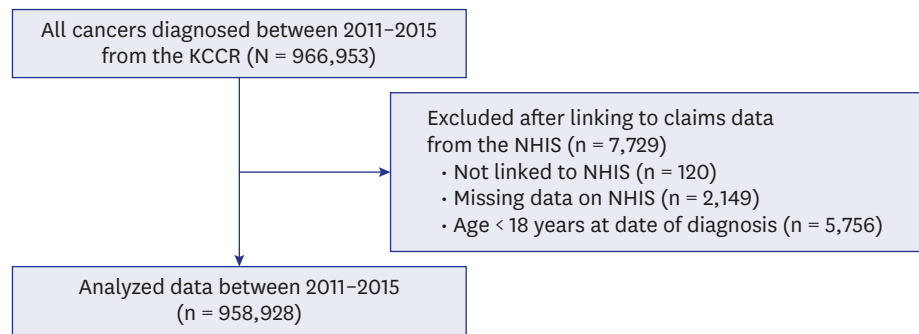 All cancers diagnosed between 2011–2015
from the KCCR (N = 966,953)
Excluded after linking to claims data
from the NHIS (n = 7,729)
· Not linked to NHIS (n = 120)
· Missing data on NHIS (n = 2,149)
· Age < 18 years at date of diagnosis (n = 5,756)
Analyzed data between 2011–2015
(n = 958,928)